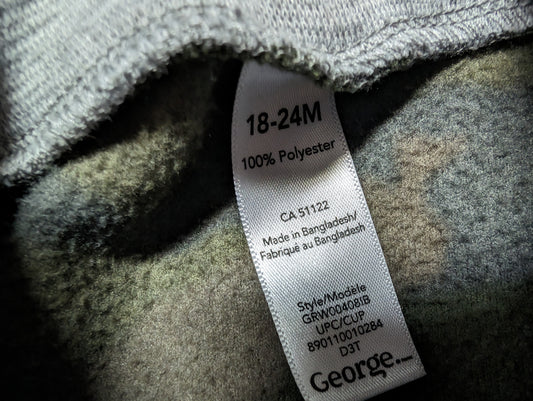 18-24M
100% Polyester
CA 51122
Made in Bangladesh/
Fabriqué au Bangladesh
Style/Modèle
GRW00408IB
UPC/CUP
890110010284
D3T
George.